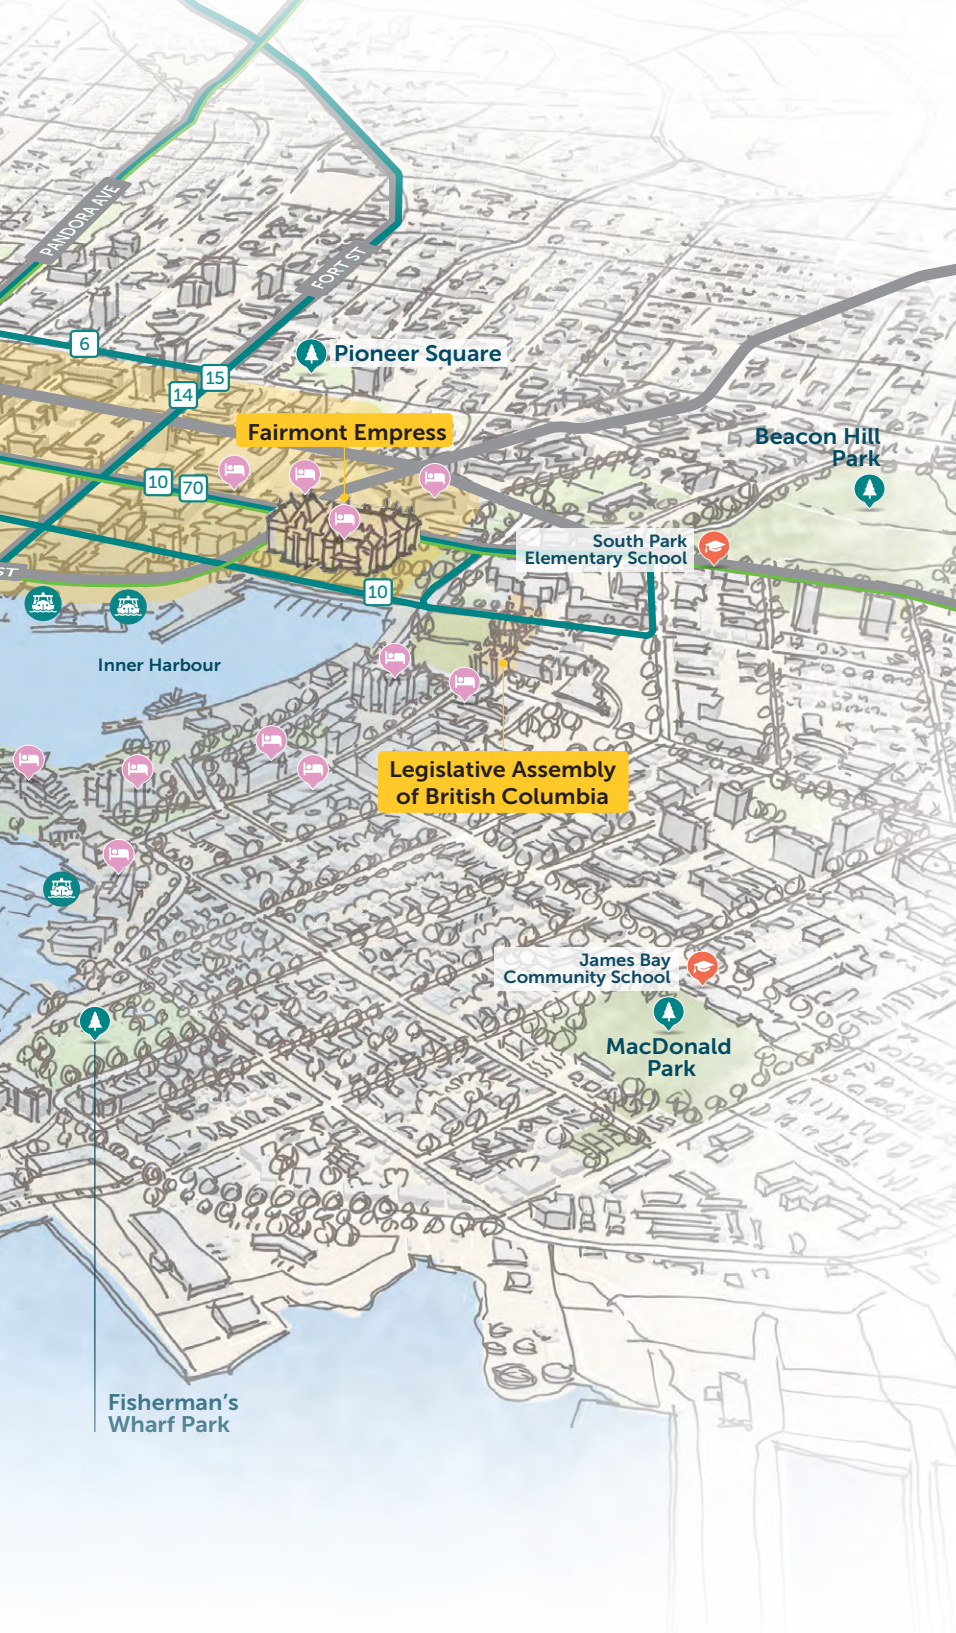 PANDORA AVE
FORT ST
6
Pioneer Square
15
14
Fairmont Empress
Beacon Hill
Park
10
70
South Park
Elementary School
ST
10
Inner Harbour
Legislative Assembly
of British Columbia
James Bay
Community School
MacDonald
Park
Fisherman's
Wharf Park